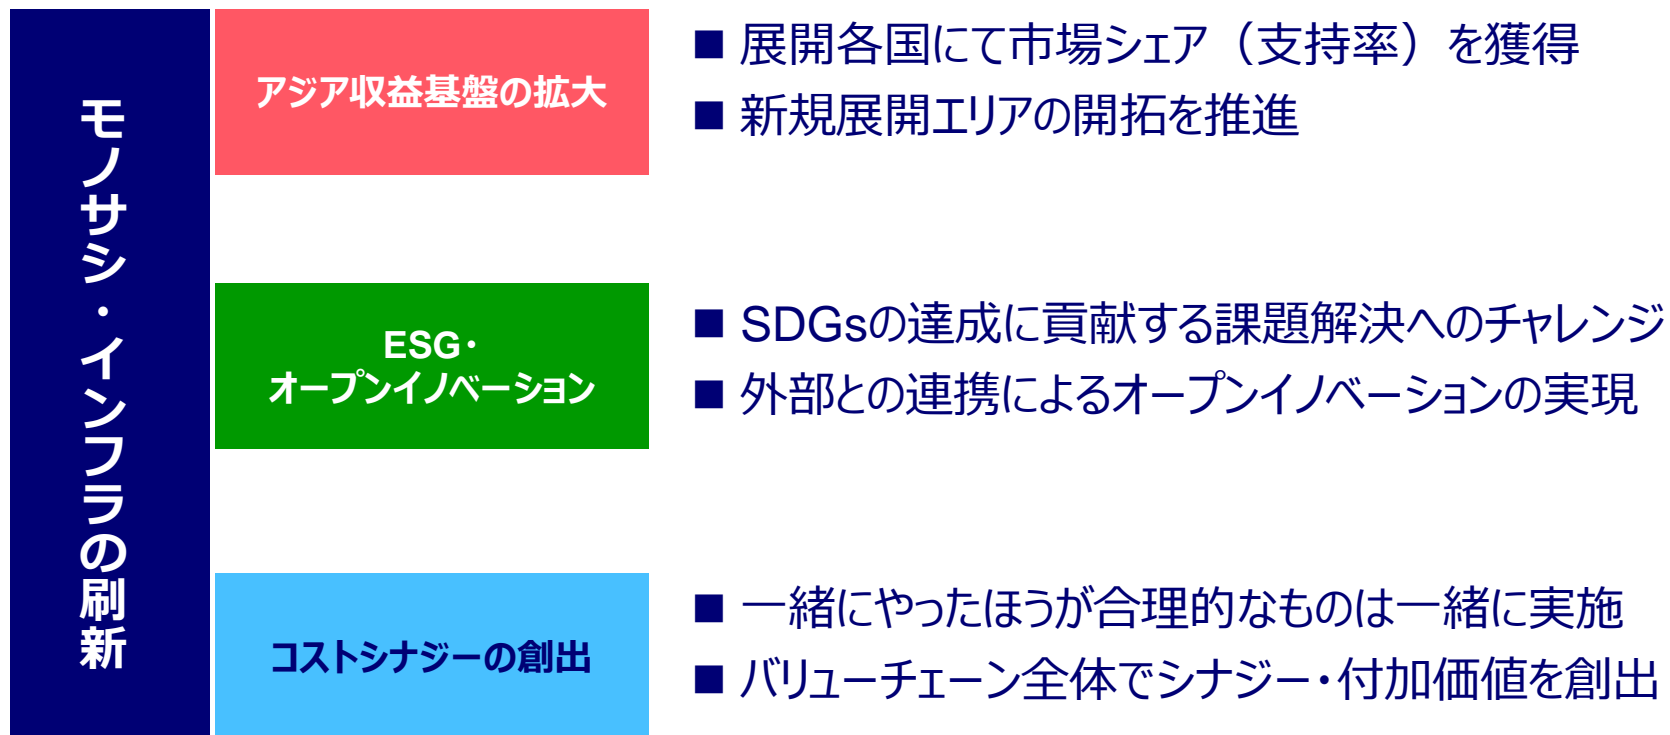 モノサシ・インフラの刷新
アジア収益基盤の拡大
■ 展開各国にて市場シェア（支持率）を獲得
■ 新規展開エリアの開拓を推進
ESG・
オープンイノベーション
■ SDGsの達成に貢献する課題解決へのチャレンジ
■ 外部との連携によるオープンイノベーションの実現
コストシナジーの創出
■ 一緒にやったほうが合理的なものは一緒に実施
■ バリューチェーン全体でシナジー・付加価値を創出